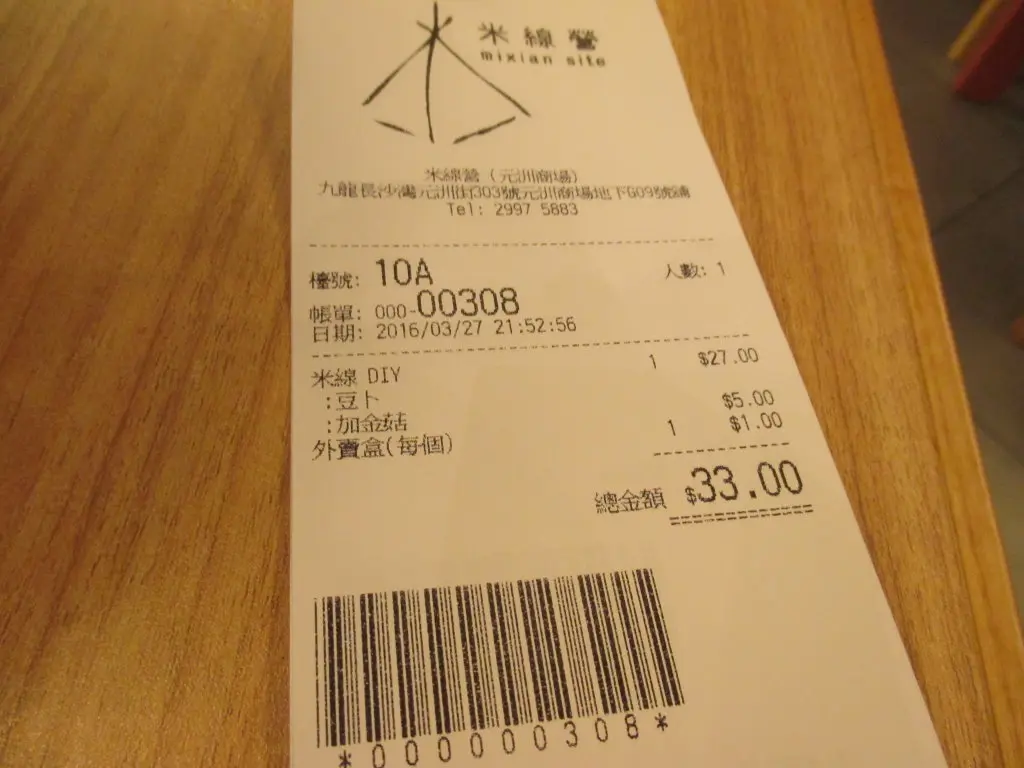 米線營
mixian site
米線營（元洲商場）
九龍長沙灣元洲街303號元洲商場地下G09號舖
Tel: 2997 5883
檯號: 10A 人數: 1
帳單: 000-00308
日期: 2016/03/27 21:52:56
米線 DIY 1 $27.00
:豆卜
:加金菇 $5.00
外賣盒(每個) 1 $1.00
總金額 $33.00
*000000308*